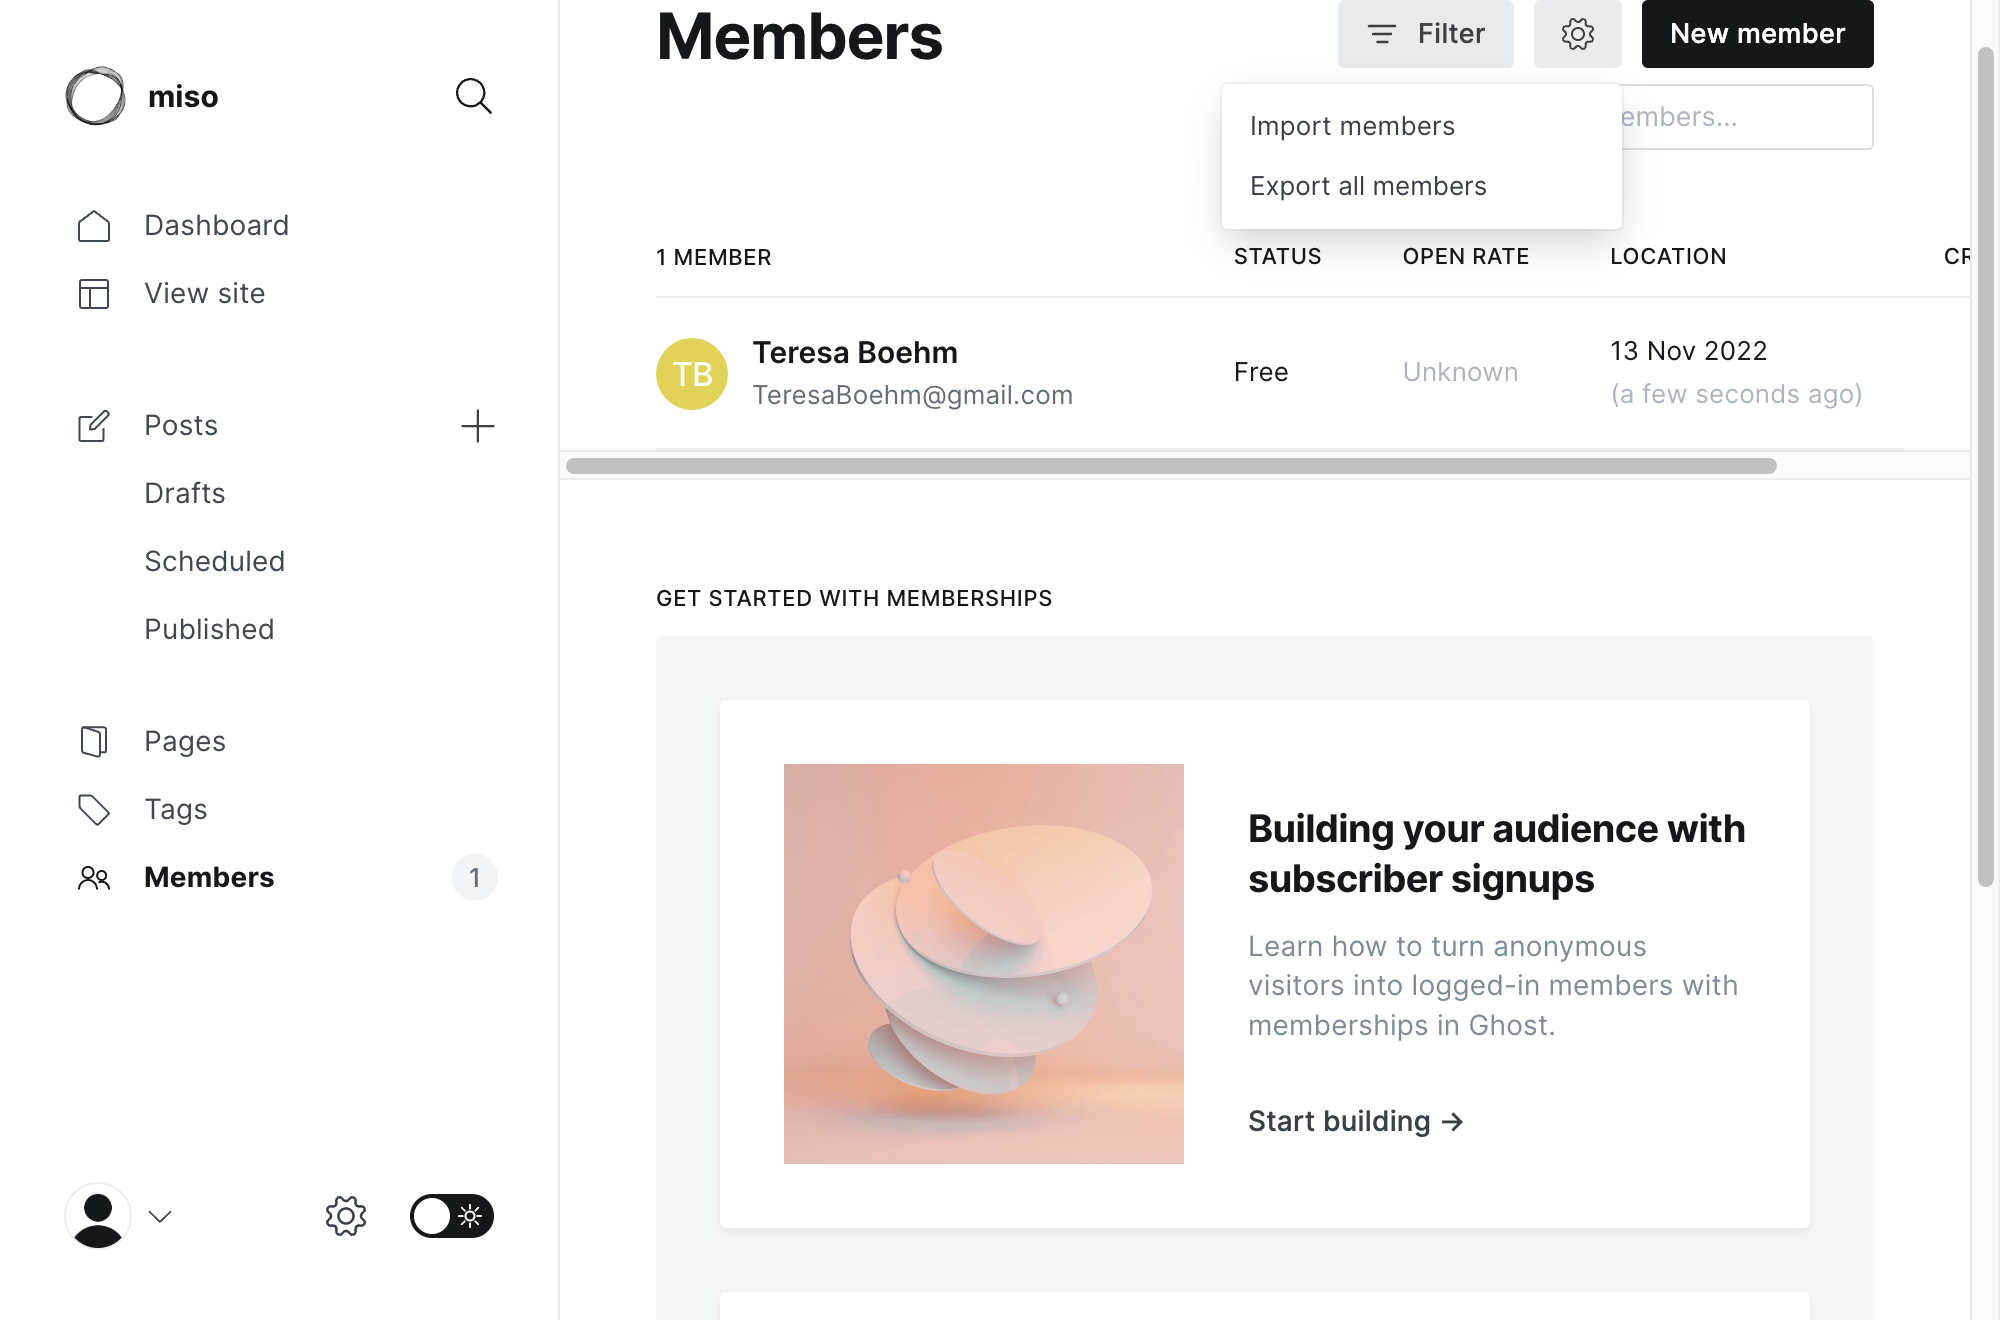 miso
Dashboard
View site
Posts
Drafts
Scheduled
Published
Pages
Tags
Members
1
Members
Filter
New member
Import members
Export all members
embers...
1 MEMBER
STATUS
OPEN RATE
LOCATION
CR
TB
Teresa Boehm
TeresaBoehm@gmail.com
Free
Unknown
13 Nov 2022
(a few seconds ago)
GET STARTED WITH MEMBERSHIPS
Building your audience with
subscriber signups
Learn how to turn anonymous
visitors into logged-in members with
memberships in Ghost.
Start building →